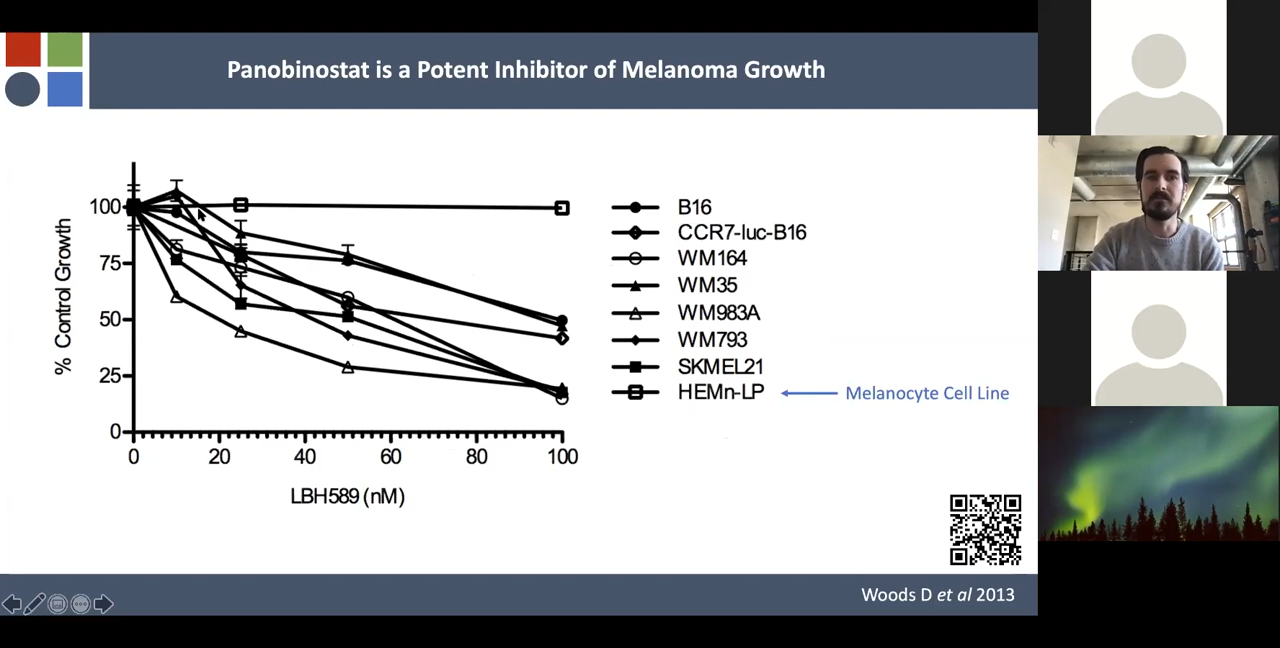 Panobinostat is a Potent Inhibitor of Melanoma Growth
% Control Growth
100
75
50
25
0
0 20 40 60 80 100
LBH589 (nM)
B16
CCR7-luc-B16
WM164
WM35
WM983A
WM793
SKMEL21
HEMn-LP
Melanocyte Cell Line
Woods D et al 2013